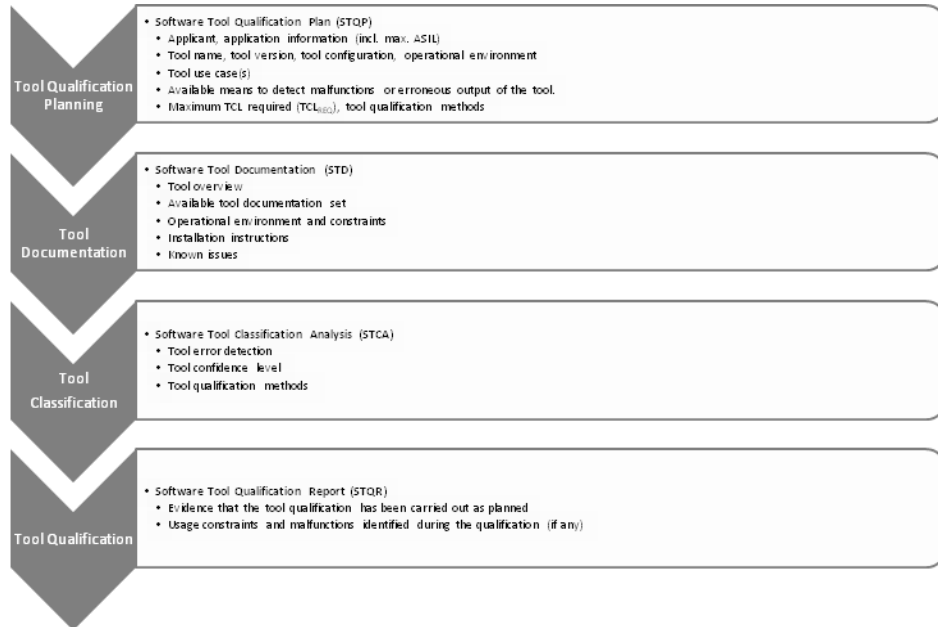 Tool Qualification
Planning
• Software Tool Qualification Plan (STQP)
• Applicant, application information (incl. max. ASIL)
• Tool name, tool version, tool configuration, operational environment
• Tool use case(s)
• Available means to detect malfunctions or erroneous output of the tool.
• Maximum TCL required (TCL_REQ), tool qualification methods
Tool
Documentation
• Software Tool Documentation (STD)
• Tool overview
• Available tool documentation set
• Operational environment and constraints
• Installation instructions
• Known issues
Tool
Classification
• Software Tool Classification Analysis (STCA)
• Tool error detection
• Tool confidence level
• Tool qualification methods
Tool Qualification
• Software Tool Qualification Report (STQR)
• Evidence that the tool qualification has been carried out as planned
• Usage constraints and malfunctions identified during the qualification (if any)